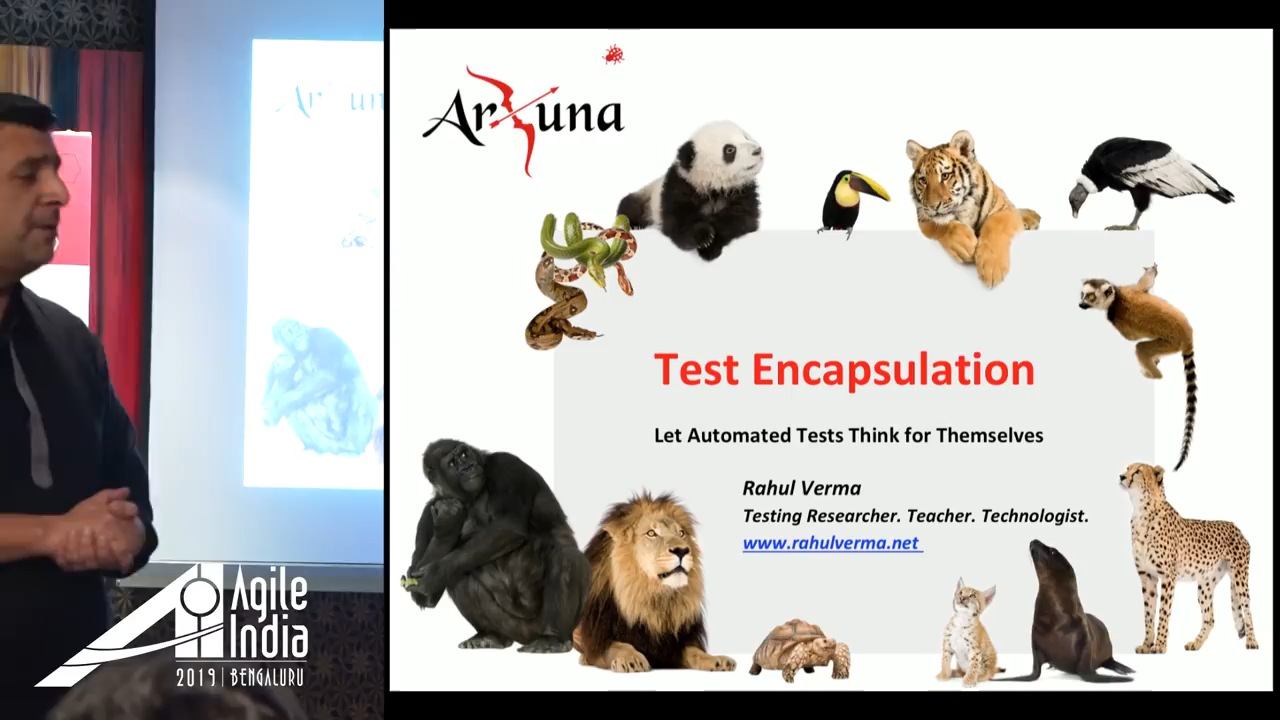 Arjuna
Test Encapsulation
Let Automated Tests Think for Themselves
Rahul Verma
Testing Researcher. Teacher. Technologist.
www.rahulverma.net
Agile
India
2019 | BENGALURU